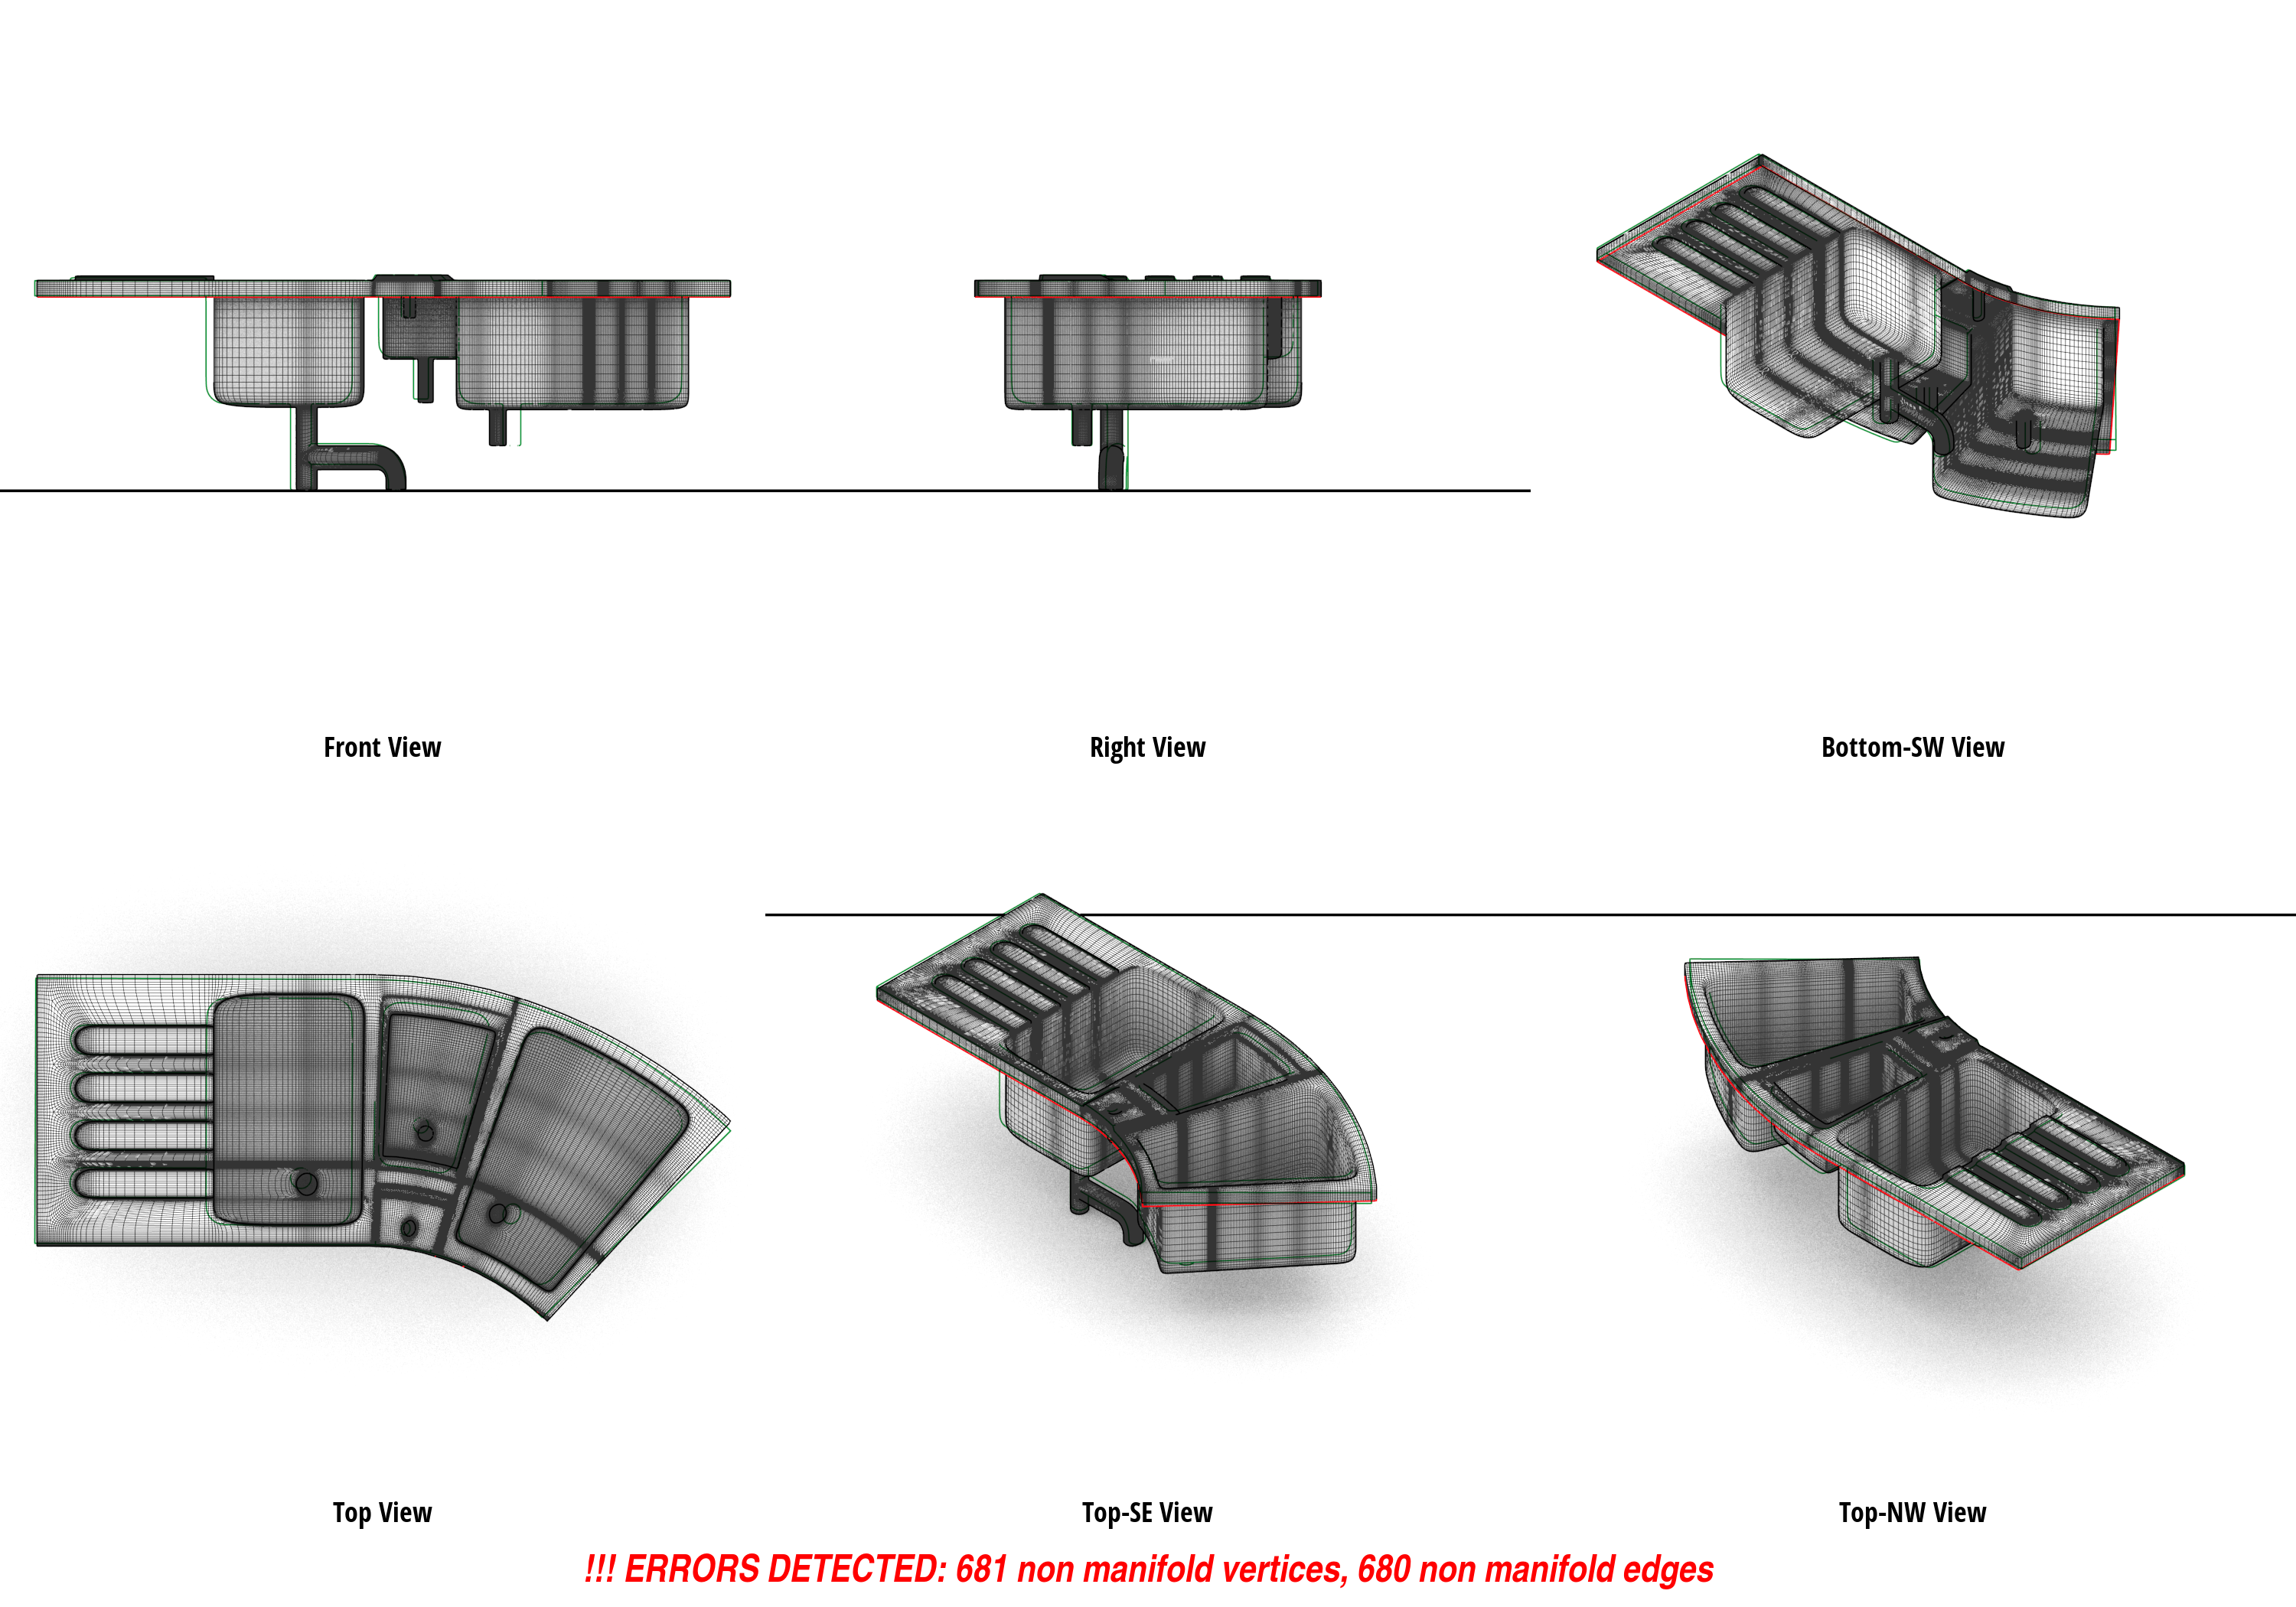 Front View
Right View
Bottom-SW View
Top View
Top-SE View
Top-NW View
!!! ERRORS DETECTED: 681 non manifold vertices, 680 non manifold edges